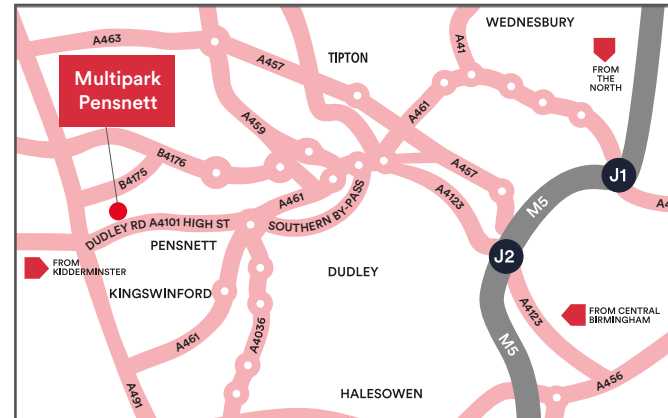 WEDNESBURY
A463
A41
TIPTON
A457
Multipark
Pensnett
FROM
THE
NORTH
A461
A459
B4176
A457
J1
B4175
A461
SOUTHERN BY-PASS
A4123
M5
DUDLEY RD A4101 HIGH ST
PENSNETT
J2
FROM
KIDDERMINSTER
DUDLEY
KINGSWINFORD
A4036
A4123
FROM CENTRAL
BIRMINGHAM
A461
M5
A491
A456
HALESOWEN